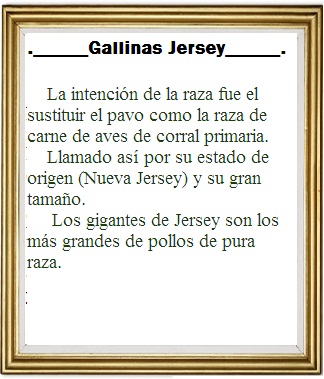 .______Gallinas Jersey______.
La intención de la raza fue el
sustituir el pavo como la raza de
carne de aves de corral primaria.
Llamado así por su estado de
origen (Nueva Jersey) y su gran
tamaño.
Los gigantes de Jersey son los
más grandes de pollos de pura
raza.